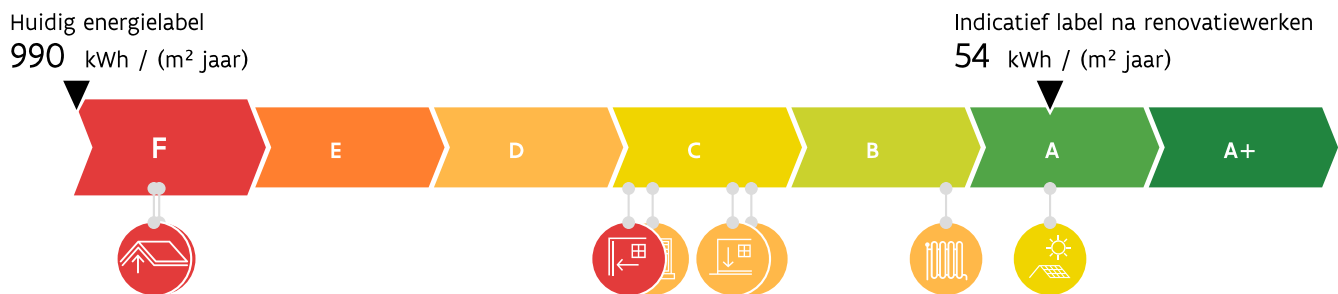 Huidig energielabel
990 kWh / (m² jaar)
Indicatief label na renovatiewerken
54 kWh / (m² jaar)
F E D C B A A+